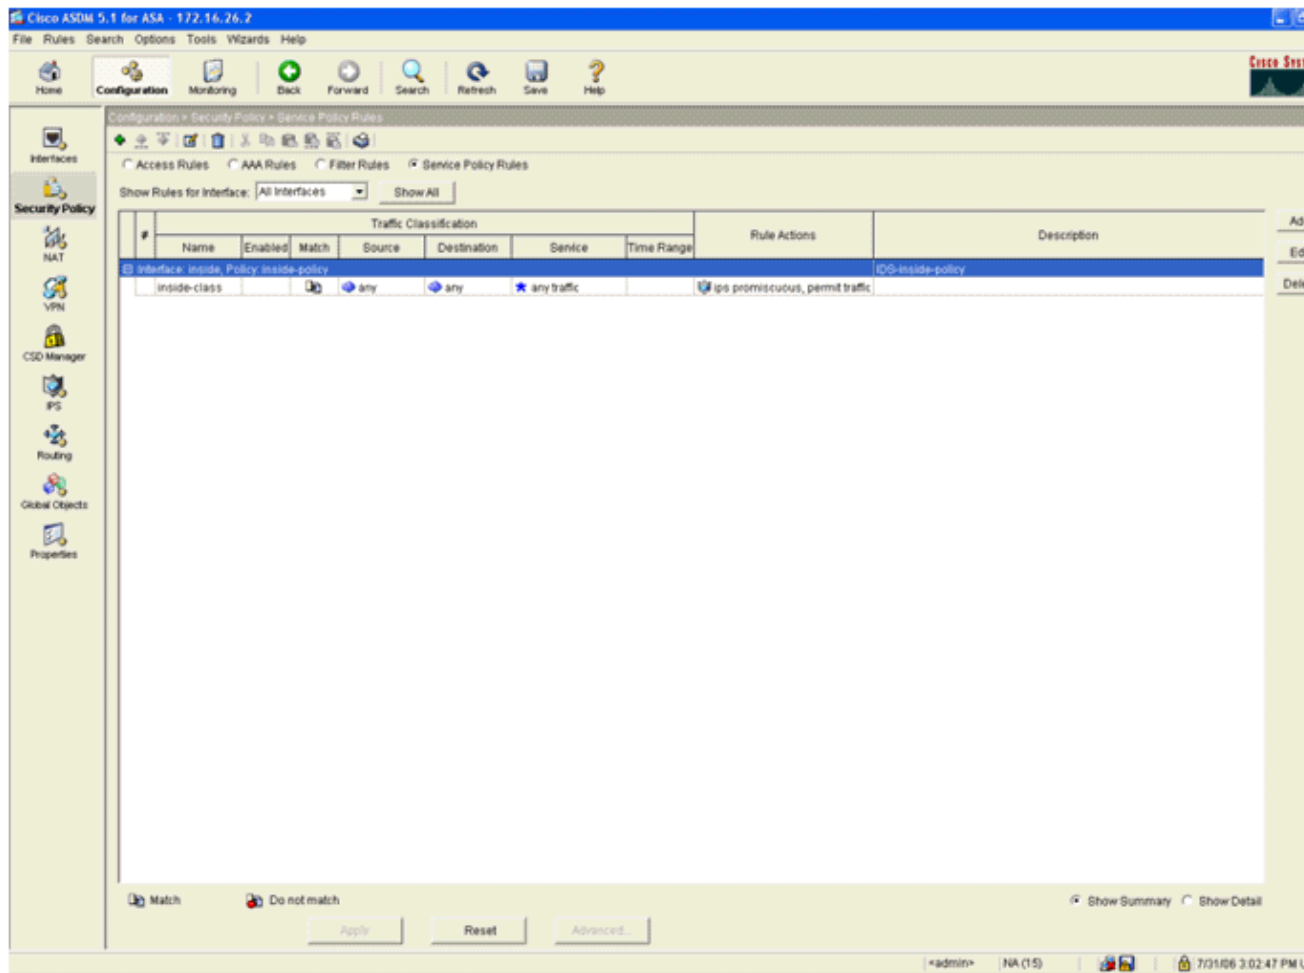 Cisco ASDM 5.1 for ASA - 172.16.26.2
File Rules Search Options Tools Wizards Help
Home Configuration Monitoring Back Forward Search Refresh Save Help
Configuration > Security Policy > Service Policy Rules
Access Rules AAA Rules Filter Rules Service Policy Rules
Show Rules for Interface: All Interfaces Show All
Interfaces
Security Policy
NAT
VPN
CSD Manager
IPS
Routing
Global Objects
Properties
# Traffic Classification Rule Actions Description
Name Enabled Match Source Destination Service Time Range
Interface: inside, Policy: inside-policy IDS-inside-policy
inside-class any any any traffic ips promiscuous, permit traffic
Match Do not match Show Summary Show Detail
Apply Reset Advanced...
<admin> NA (15) 7/31/06 3:02:47 PM U